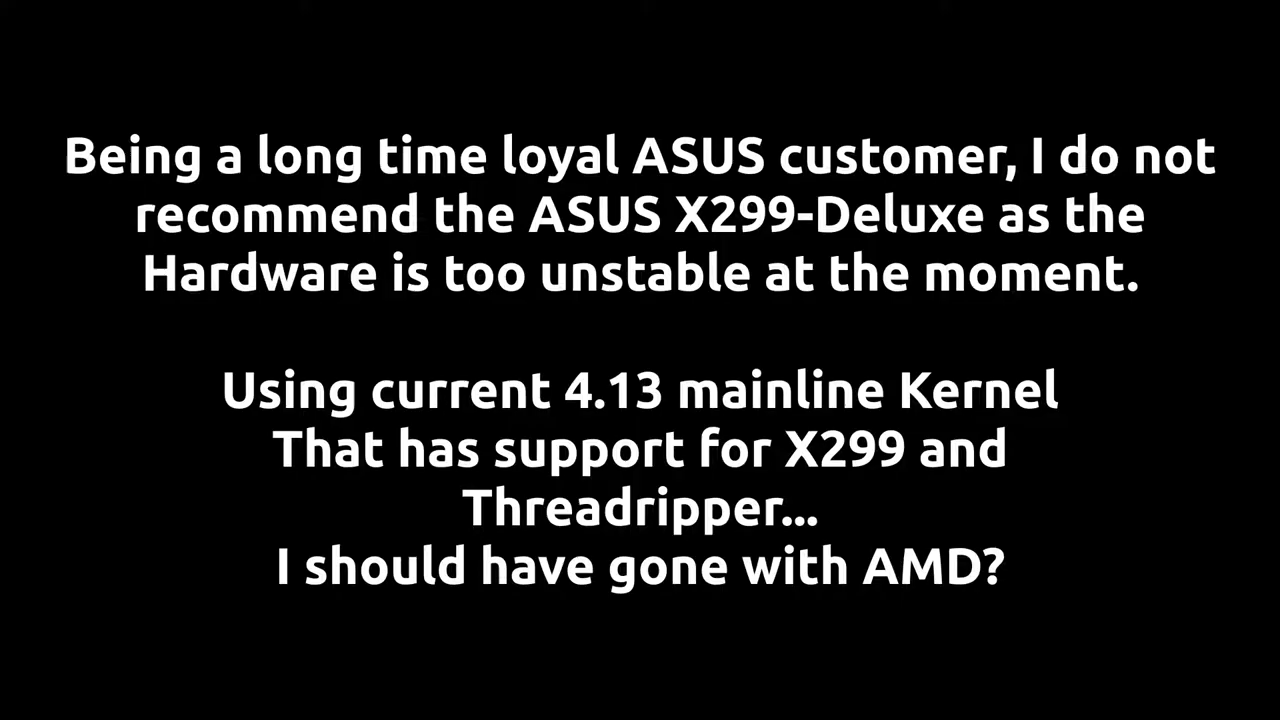 Being a long time loyal ASUS customer, I do not
recommend the ASUS X299-Deluxe as the
Hardware is too unstable at the moment.
Using current 4.13 mainline Kernel
That has support for X299 and
Threadripper...
I should have gone with AMD?